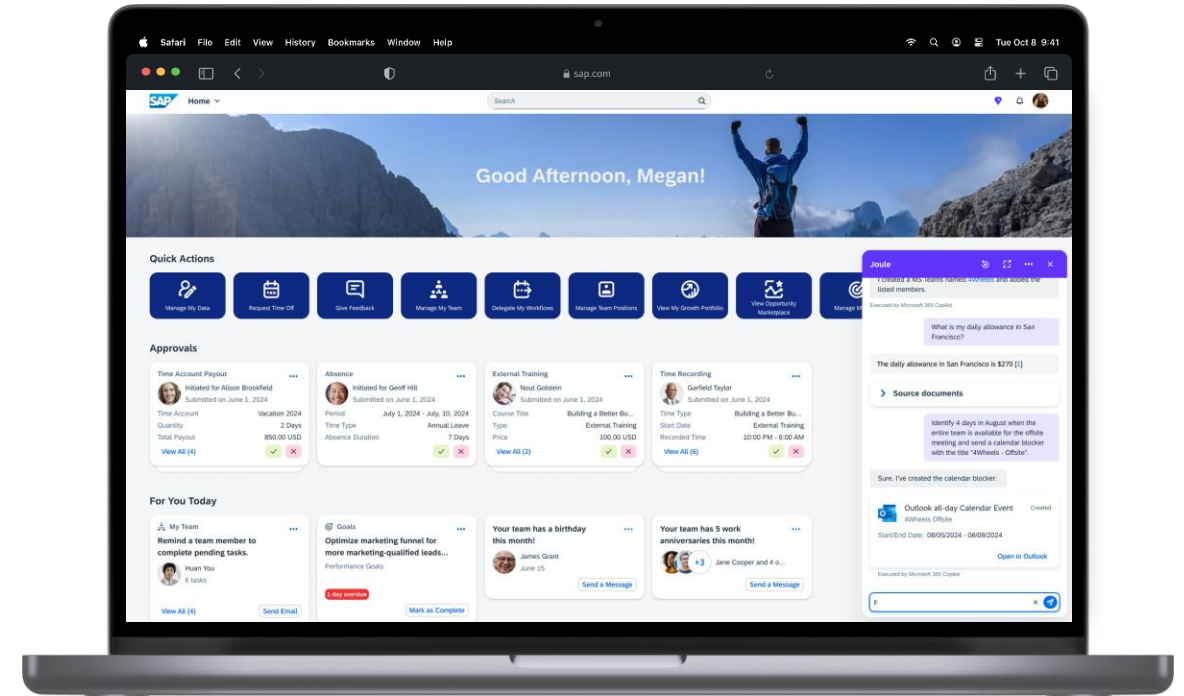 Safari File Edit View History Bookmarks Window Help
Tue Oct 8 9:41
sap.com
SAP Home
Search
Good Afternoon, Megan!
Quick Actions
Manage My Data
Request Time Off
Give Feedback
Manage My Team
Delegate My Workflows
Manage Team Positions
View My Growth Portfolio
View Opportunity
Marketplace
Manage M
Approvals
Time Account Payout
Initiated for Alison Brookfield
Submitted on June 1, 2024
Time Account Vacation 2024
Quantity 2 Days
Total Payout 850.00 USD
View All (4)
Absence
Initiated for Geoff Hill
Submitted on June 1, 2024
Period July 1, 2024 - July, 10, 2024
Time Type Annual Leave
Absence Duration 7 Days
External Training
Nout Golstein
Submitted on June 1, 2024
Course Title Building a Better Bu...
Type External Training
Price 100.00 USD
View All (2)
Time Recording
Garfield Taylor
Submitted on June 1, 2024
Time Type Building a Better Bu...
Start Date External Training
Recorded Time 10:00 PM - 6:00 AM
View All (6)
For You Today
My Team
Remind a team member to
complete pending tasks.
Huan You
6 tasks
View All (4) Send Email
Goals
Optimize marketing funnel for
more marketing-qualified leads...
Performance Goals
1 day overdue
Mark as Complete
Your team has a birthday
this month!
James Grant
June 15
Send a Message
Your team has 5 work
anniversaries this month!
+3 Jane Cooper and 4 o...
Send a Message
Joule
I created a MS Teams named 4Wheels and added the
listed members.
Executed by Microsoft 365 Copilot
What is my daily allowance in San
Francisco?
The daily allowance in San Francisco is $270 [1]
Source documents
Identify 4 days in August when the
entire team is available for the offsite
meeting and send a calendar blocker
with the title "4Wheels - Offsite".
Sure. I've created the calendar blocker:
Outlook all-day Calendar Event Created
4Wheels Offsite
Start/End Date: 08/05/2024 - 08/08/2024
Open in Outlook
Executed by Microsoft 365 Copilot
F